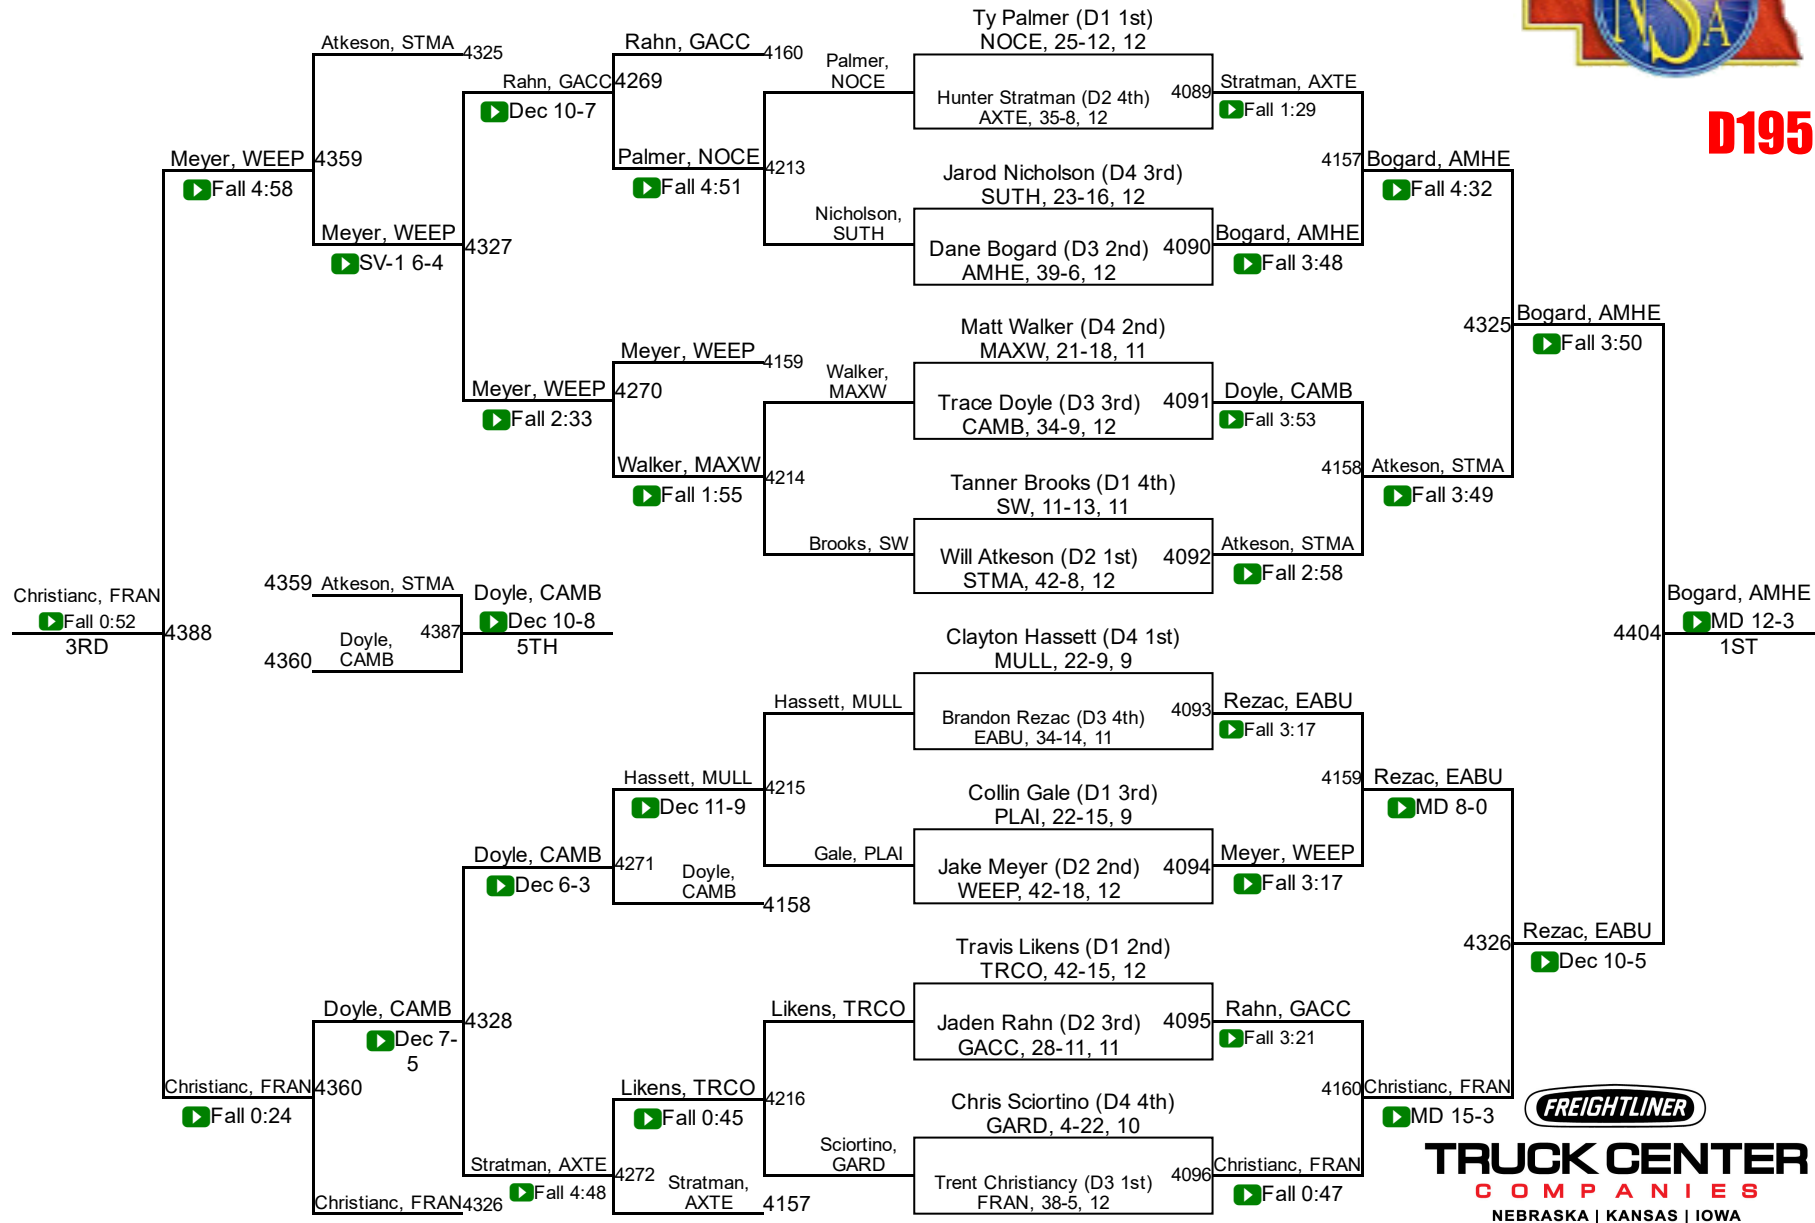 NSA
D195
Ty Palmer (D1 1st)
NOCE, 25-12, 12
Hunter Stratman (D2 4th)
AXTE, 35-8, 12
4089
Jarod Nicholson (D4 3rd)
SUTH, 23-16, 12
Dane Bogard (D3 2nd)
AMHE, 39-6, 12
4090
Matt Walker (D4 2nd)
MAXW, 21-18, 11
Trace Doyle (D3 3rd)
CAMB, 34-9, 12
4091
Tanner Brooks (D1 4th)
SW, 11-13, 11
Will Atkeson (D2 1st)
STMA, 42-8, 12
4092
Clayton Hassett (D4 1st)
MULL, 22-9, 9
Brandon Rezac (D3 4th)
EABU, 34-14, 11
4093
Collin Gale (D1 3rd)
PLAI, 22-15, 9
Jake Meyer (D2 2nd)
WEEP, 42-18, 12
4094
Travis Likens (D1 2nd)
TRCO, 42-15, 12
Jaden Rahn (D2 3rd)
GACC, 28-11, 11
4095
Chris Sciortino (D4 4th)
GARD, 4-22, 10
Trent Christiancy (D3 1st)
FRAN, 38-5, 12
4096
Stratman, AXTE
Fall 1:29
Bogard, AMHE
Fall 3:48
Doyle, CAMB
Fall 3:53
Atkeson, STMA
Fall 2:58
Rezac, EABU
Fall 3:17
Meyer, WEEP
Fall 3:17
Rahn, GACC
Fall 3:21
Christianc, FRAN
Fall 0:47
4157
Bogard, AMHE
Fall 4:32
4158
Atkeson, STMA
Fall 3:49
4159
Rezac, EABU
MD 8-0
4160
Christianc, FRAN
MD 15-3
4325
Bogard, AMHE
Fall 3:50
4326
Rezac, EABU
Dec 10-5
4404
Bogard, AMHE
MD 12-3
1ST
Palmer,
NOCE
Nicholson,
SUTH
Walker,
MAXW
Brooks, SW
Hassett, MULL
Gale, PLAI
Likens, TRCO
Sciortino,
GARD
Rahn, GACC
4160
Palmer, NOCE
Fall 4:51
4213
Meyer, WEEP
4159
Walker, MAXW
Fall 1:55
4214
Hassett, MULL
Dec 11-9
4215
Doyle,
CAMB
4158
Likens, TRCO
Fall 0:45
4216
Stratman,
AXTE
4157
Rahn, GACC
Dec 10-7
4269
Meyer, WEEP
Fall 2:33
4270
Doyle, CAMB
Dec 6-3
4271
Stratman, AXTE
Fall 4:48
4272
Atkeson, STMA
4325
Meyer, WEEP
SV-1 6-4
4327
Doyle, CAMB
Dec 7-
5
4328
Christianc, FRAN
4326
Meyer, WEEP
Fall 4:58
4359
Christianc, FRAN
Fall 0:24
4360
Christianc, FRAN
Fall 0:52
3RD
4388
4359
Atkeson, STMA
4360
Doyle,
CAMB
4387
Doyle, CAMB
Dec 10-8
5TH
FREIGHTLINER
TRUCK CENTER
COMPANIES
NEBRASKA | KANSAS | IOWA